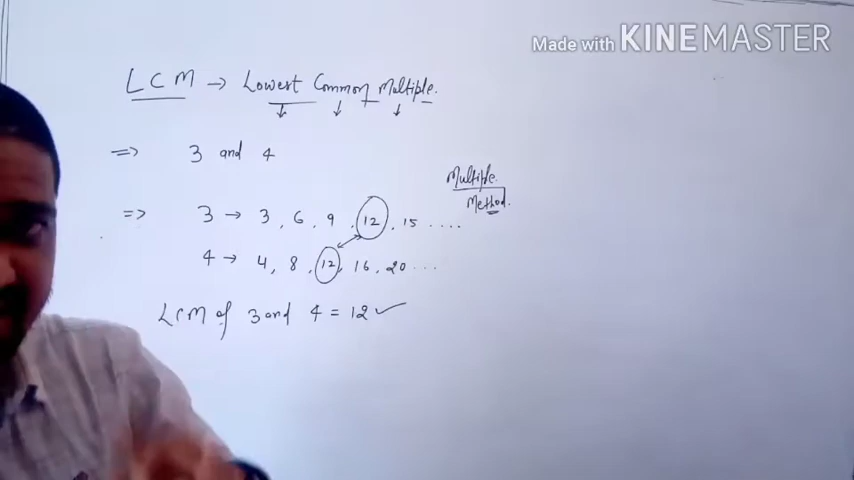 Made with KINEMASTER
LCM → Lowest Common Multiple.
⇒ 3 and 4
Multiple
Method.
⇒ 3 → 3, 6, 9, 12, 15 ....
4 → 4, 8, 12, 16, 20 ...
LCM of 3 and 4 = 12 ✓